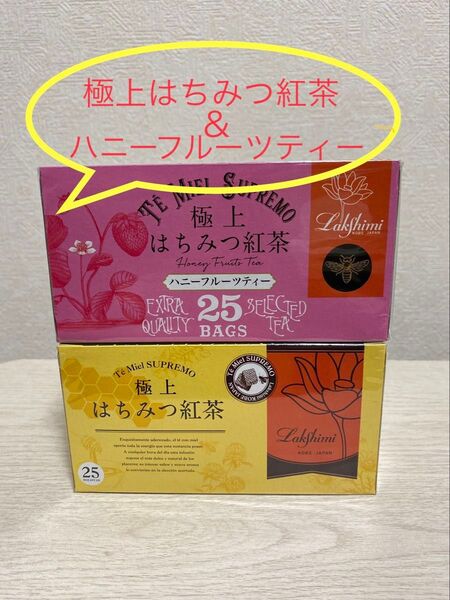 極上はちみつ紅茶
&
ハニーフルーツティー
TÉ MIEL SUPREMO
極上
はちみつ紅茶
Honey Fruits Tea
ハニーフルーツティー
EXTRA QUALITY
25
BAGS
SELECTED TEA
Lakshimi
KOBE JAPAN
Té Miel SUPREMO
極上
はちみつ紅茶
25
Té Miel SUPREMO
Lakshimi KOBE JAPAN
Lakshimi
KOBE JAPAN